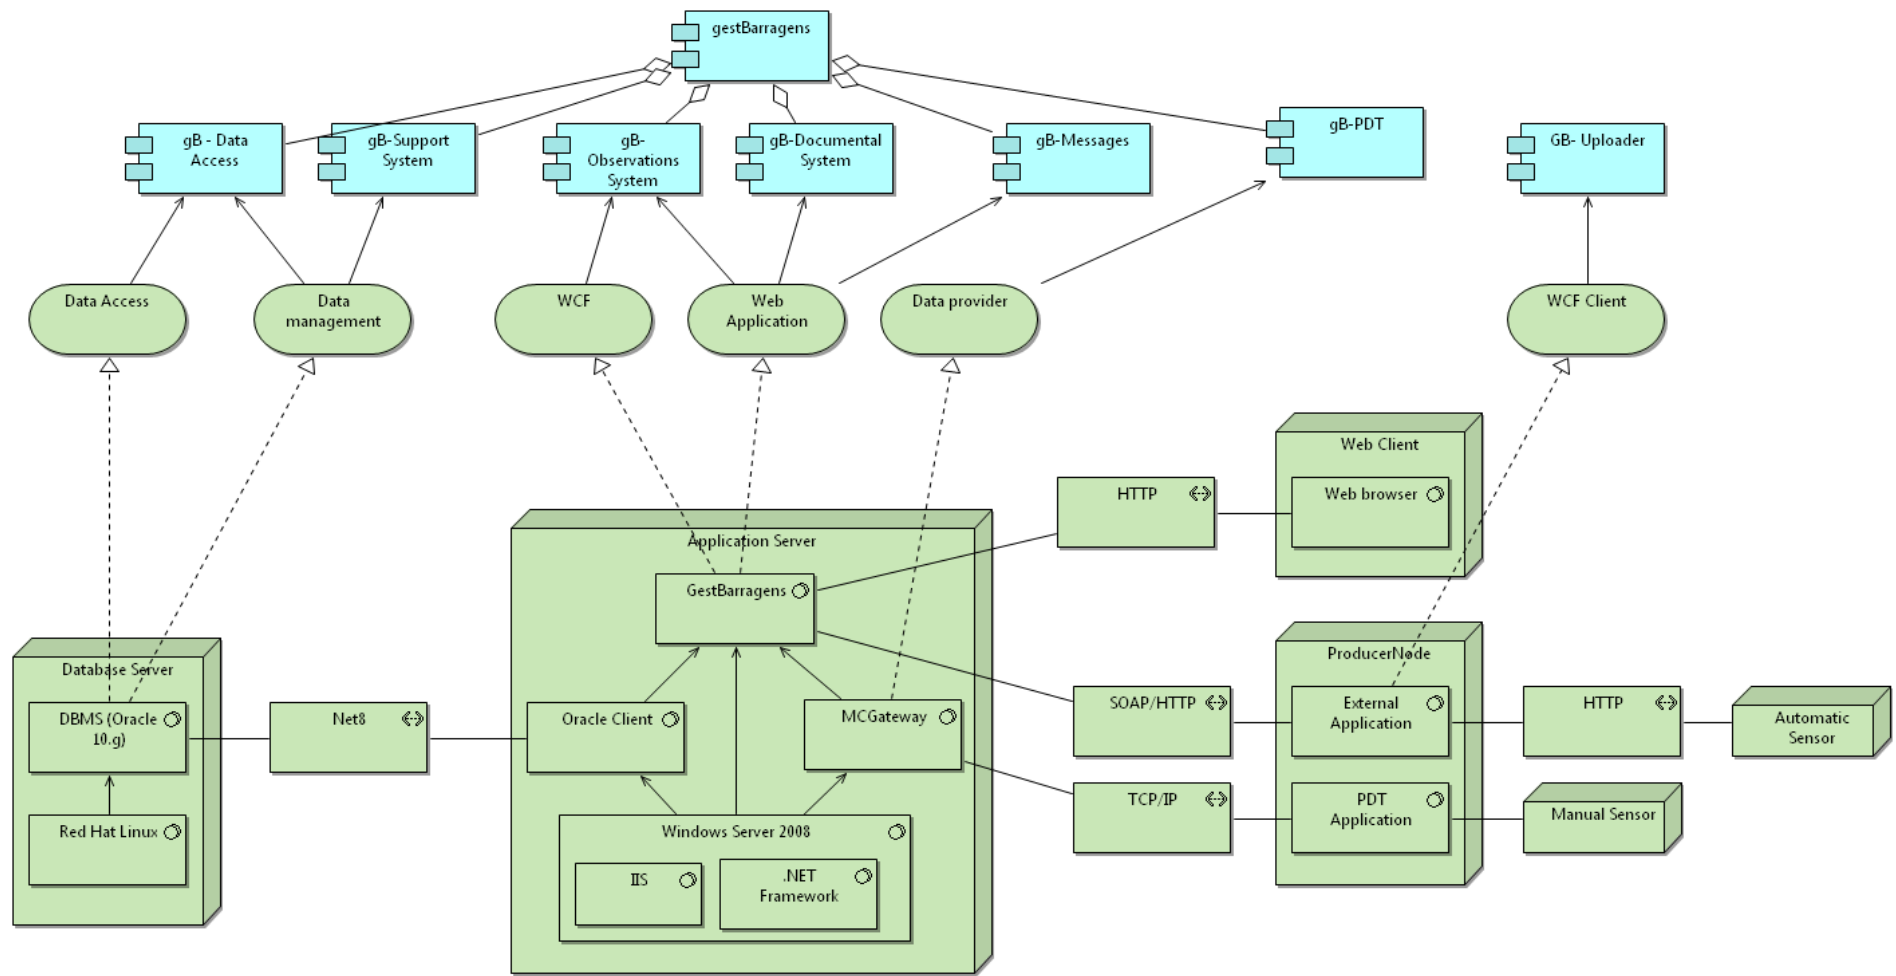 gestBarragens
gB - Data
Access
gB-Support
System
gB-
Observations
System
gB-Documental
System
gB-Messages
gB-PDT
GB- Uploader
Data Access
Data
management
WCF
Web
Application
Data provider
WCF Client
Web Client
Web browser
HTTP
Application Server
GestBarragens
Database Server
DBMS (Oracle
10.g)
Red Hat Linux
Net8
Oracle Client
MCGateway
Windows Server 2008
IIS
.NET
Framework
SOAP/HTTP
TCP/IP
ProducerNode
External
Application
PDT
Application
HTTP
Automatic
Sensor
Manual Sensor